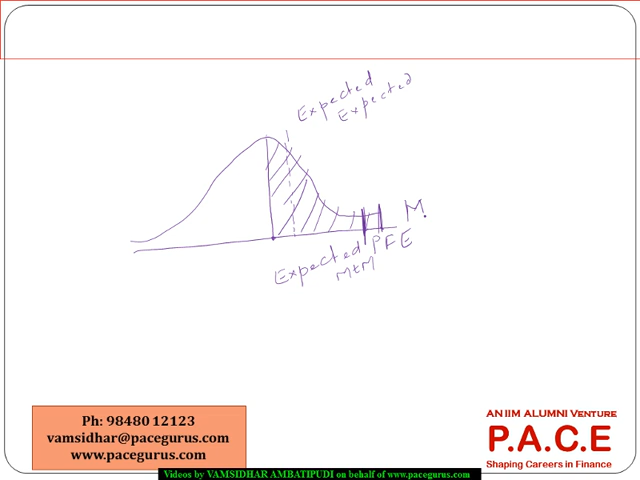 Expected
Expected
M.
Expected PFE
MtM
Ph: 98480 12123
vamsidhar@pacegurus.com
www.pacegurus.com
AN IIM ALUMNI VENTURE
P.A.C.E
Shaping Careers in Finance
Videos by VAMSIDHAR AMBATIPUDI on behalf of www.pacegurus.com